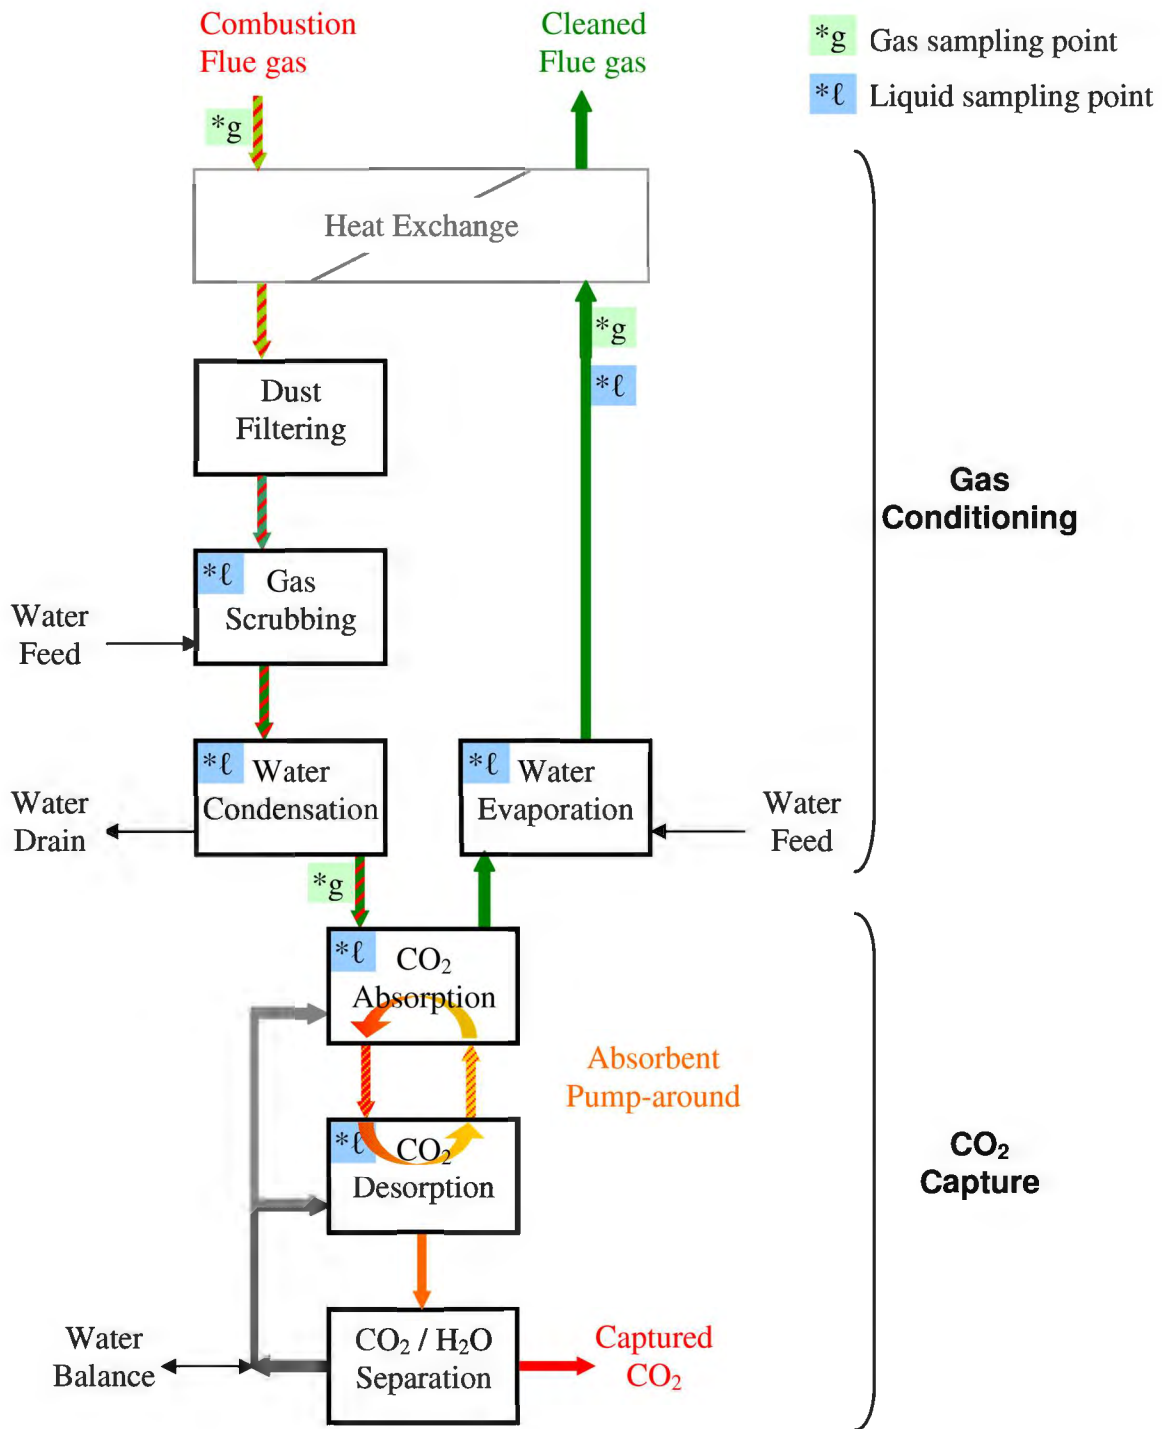 Combustion
Flue gas
Cleaned
Flue gas
*g Gas sampling point
*ℓ Liquid sampling point
*g
Heat Exchange
*g
*ℓ
Dust
Filtering
Gas
Conditioning
*ℓ Gas
Scrubbing
Water
Feed
*ℓ Water
Condensation
Water
Drain
*ℓ Water
Evaporation
Water
Feed
*g
*ℓ CO₂
Absorption
Absorbent
Pump-around
*ℓ CO₂
Desorption
CO₂
Capture
CO₂ / H₂O
Separation
Captured
CO₂
Water
Balance